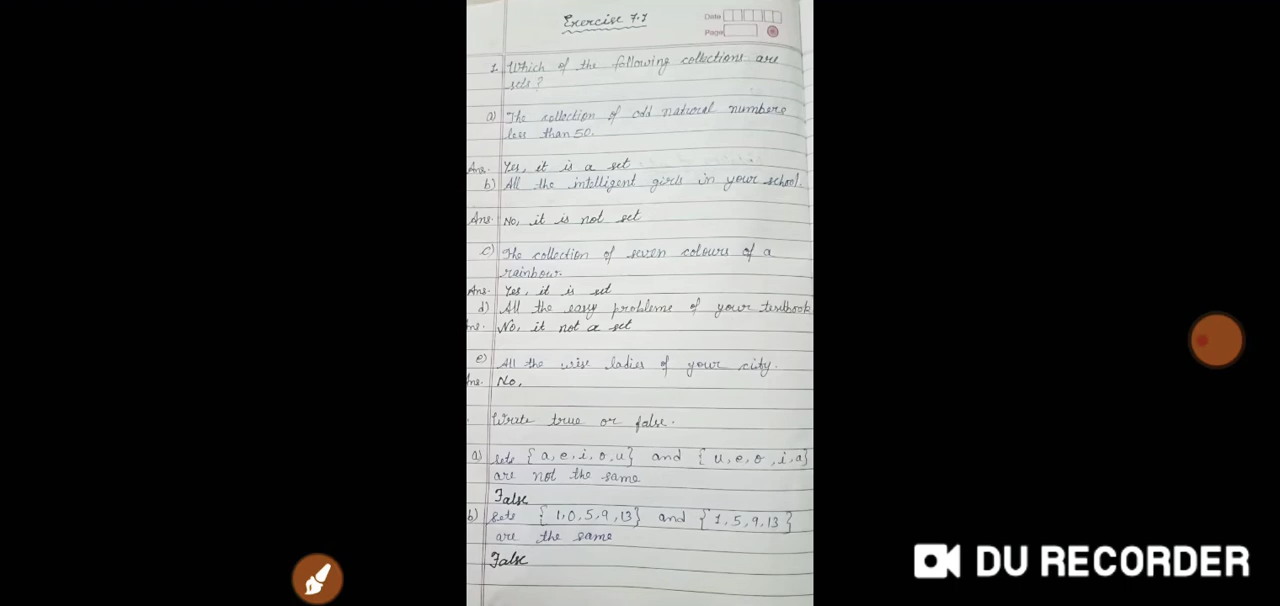 Exercise 7.1
Date
Page
1. Which of the following collections are
sets?
a) The collection of odd natural numbers
less than 50.
Ans. Yes, it is a set
b) All the intelligent girls in your school.
Ans. No, it is not set
c) The collection of seven colours of a
rainbow.
Ans. Yes, it is set
d) All the easy problems of your textbook
Ans. No, it not a set
e) All the wise ladies of your city.
Ans. No.
Write true or false.
a) Sets {a, e, i, o, u} and {u, e, o, i, a}
are not the same
False
b) Sets {1, 0, 5, 9, 13} and {1, 5, 9, 13}
are the same
False
DU RECORDER